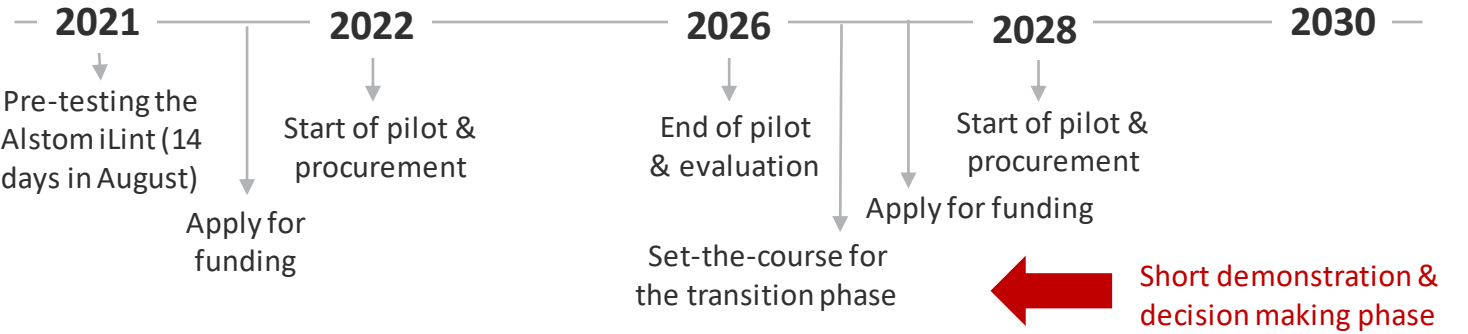 2021
2022
2026
2028
2030
Pre-testing the
Alstom iLint (14
days in August)
Apply for
funding
Start of pilot &
procurement
End of pilot
& evaluation
Set-the-course for
the transition phase
Apply for funding
Start of pilot &
procurement
Short demonstration &
decision making phase